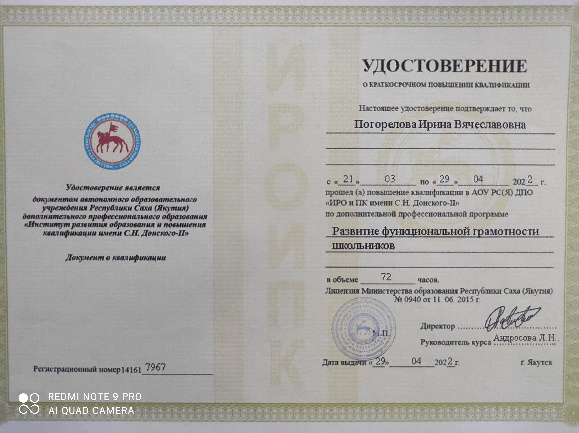 Удостоверение является
документом автономного образовательного
учреждения Республики Саха (Якутия)
дополнительного профессионального образования
«Институт развития образования и повышения
квалификации имени С.Н. Донского-II»
Документ о квалификации
Регистрационный номер14161 7967
УДОСТОВЕРЕНИЕ
О КРАТКОСРОЧНОМ ПОВЫШЕНИИ КВАЛИФИКАЦИИ
Настоящее удостоверение подтверждает то, что
Погорелова Ирина Вячеславовна
с «21» 03 по «29» 04 2022 г.
прошел (а) повышение квалификации в АОУ РС(Я) ДПО
«ИРО и ПК имени С.Н. Донского-II»
по дополнительной профессиональной программе
Развитие функциональной грамотности
школьников
в объеме 72 часов.
Лицензия Министерства образования Республики Саха (Якутия)
№ 0940 от 11. 06. 2015 г.
М.П.
Директор
Руководитель курса Андросова Л.Н.
Дата выдачи «29» 04 2022 г. г. Якутск
REDMI NOTE 9 PRO
AI QUAD CAMERA